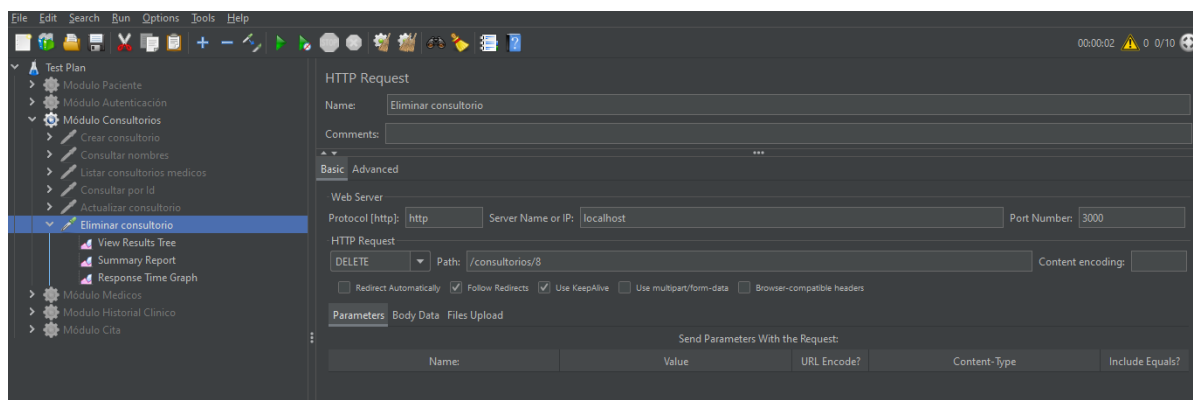 File Edit Search Run Options Tools Help
00:00:02 0 0/10
Test Plan
Modulo Paciente
Módulo Autenticación
Módulo Consultorios
Crear consultorio
Consultar nombres
Listar consultorios medicos
Consultar por Id
Actualizar consultorio
Eliminar consultorio
View Results Tree
Summary Report
Response Time Graph
Módulo Medicos
Modulo Historial Clinico
Módulo Cita
HTTP Request
Name: Eliminar consultorio
Comments:
Basic Advanced
Web Server
Protocol [http]: http Server Name or IP: localhost Port Number: 3000
HTTP Request
DELETE Path: /consultorios/8 Content encoding:
Redirect Automatically Follow Redirects Use KeepAlive Use multipart/form-data Browser-compatible headers
Parameters Body Data Files Upload
Send Parameters With the Request:
Name: Value URL Encode? Content-Type Include Equals?